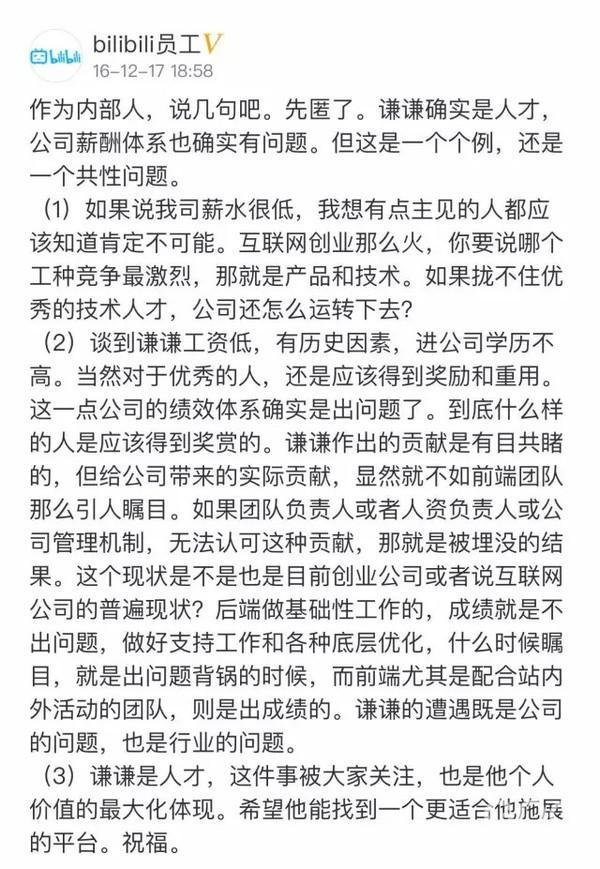 bilibili
bilibili员工V
16-12-17 18:58
作为内部人，说几句吧。先匿了。谦谦确实是人才，
公司薪酬体系也确实有问题。但这是一个个例，还是
一个共性问题。
（1）如果说我司薪水很低，我想有点主见的人都应
该知道肯定不可能。互联网创业那么火，你要说哪个
工种竞争最激烈，那就是产品和技术。如果拢不住优
秀的技术人才，公司还怎么运转下去？
（2）谈到谦谦工资低，有历史因素，进公司学历不
高。当然对于优秀的人，还是应该得到奖励和重用。
这一点公司的绩效体系确实是出问题了。到底什么样
的人是应该得到奖赏的。谦谦作出的贡献是有目共睹
的，但给公司带来的实际贡献，显然就不如前端团队
那么引人瞩目。如果团队负责人或者人资负责人或公
司管理机制，无法认可这种贡献，那就是被埋没的结
果。这个现状是不是也是目前创业公司或者说互联网
公司的普遍现状？后端做基础性工作的，成绩就是不
出问题，做好支持工作和各种底层优化，什么时候瞩
目，就是出问题背锅的时候，而前端尤其是配合站内
外活动的团队，则是出成绩的。谦谦的遭遇既是公司
的问题，也是行业的问题。
（3）谦谦是人才，这件事被大家关注，也是他个人
价值的最大化体现。希望他能找到一个更适合他施展
的平台。祝福。